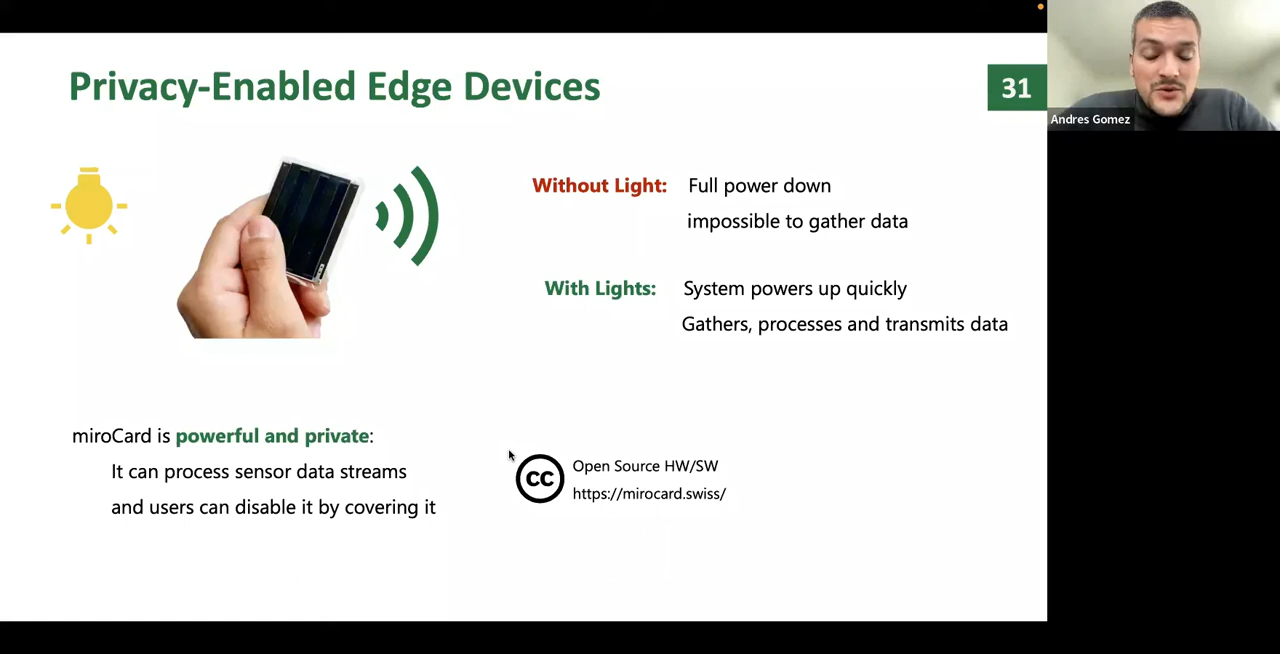 Privacy-Enabled Edge Devices
31
Andres Gomez
Without Light: Full power down
impossible to gather data
With Lights: System powers up quickly
Gathers, processes and transmits data
miroCard is powerful and private:
It can process sensor data streams
and users can disable it by covering it
cc
Open Source HW/SW
https://mirocard.swiss/